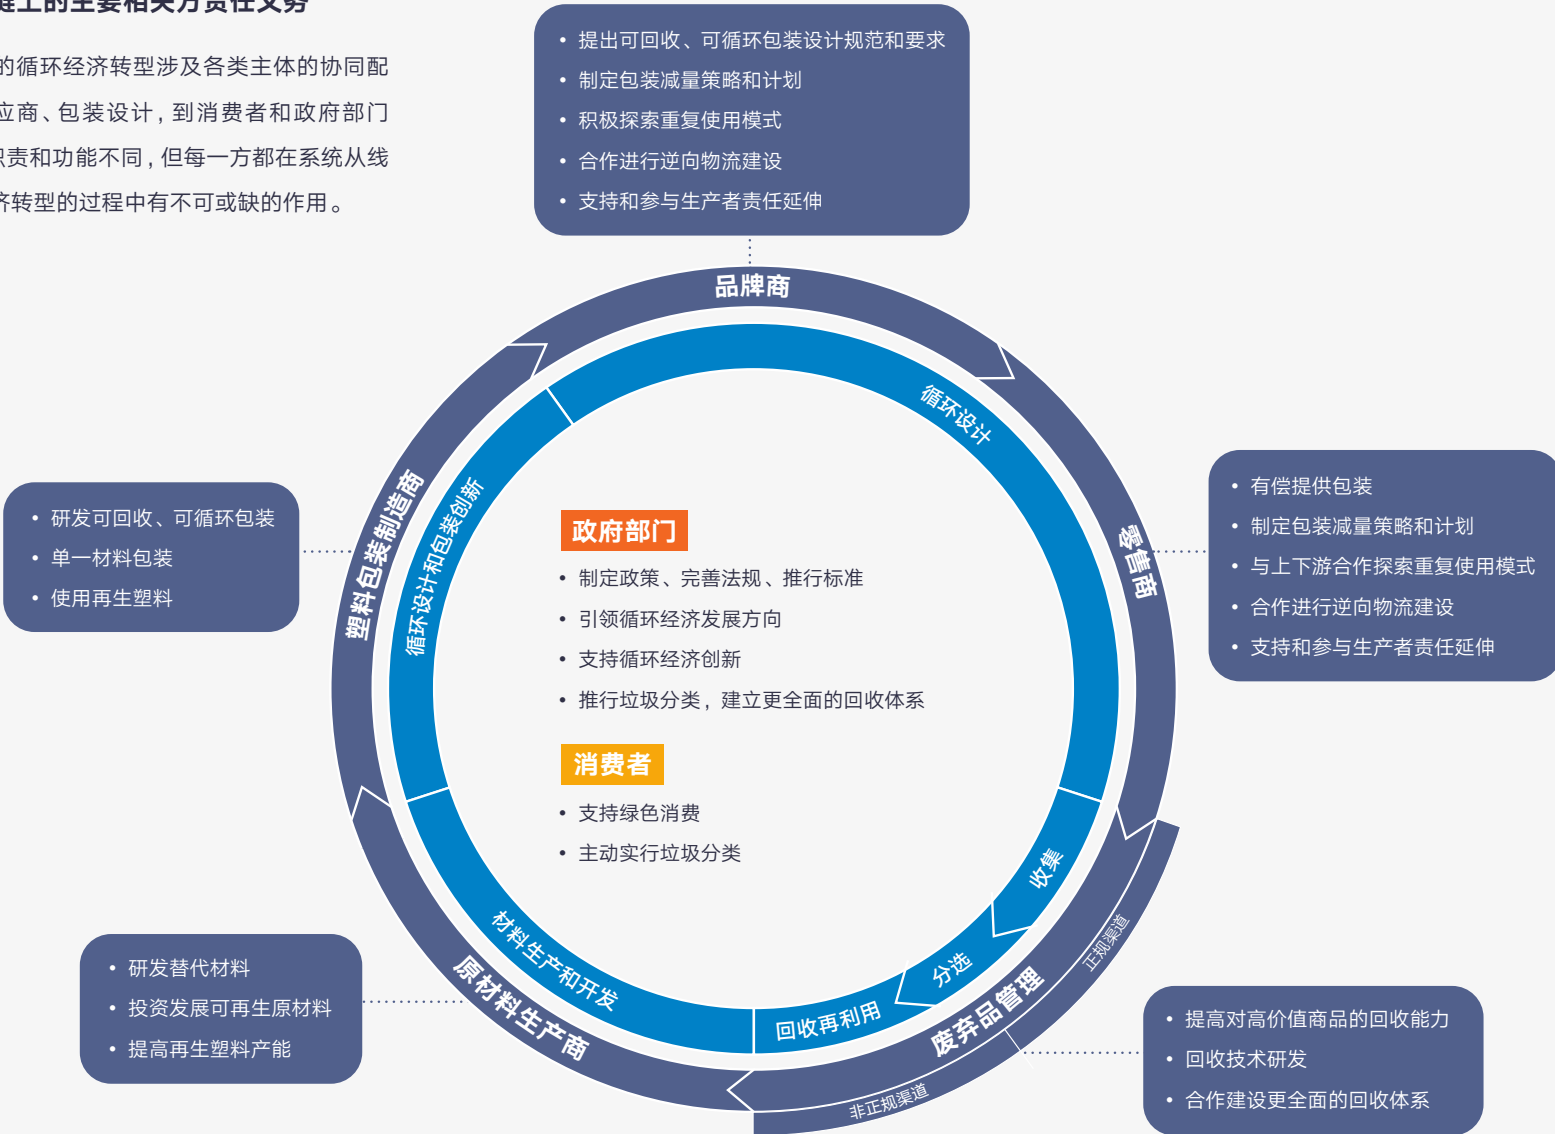 链上的主要相关方责任义务
的循环经济转型涉及各类主体的协同配
应商、包装设计，到消费者和政府部门
职责和功能不同，但每一方都在系统从线
济转型的过程中有不可或缺的作用。
• 提出可回收、可循环包装设计规范和要求
• 制定包装减量策略和计划
• 积极探索重复使用模式
• 合作进行逆向物流建设
• 支持和参与生产者责任延伸
品牌商
循环设计
塑料包装制造商
循环设计和包装创新
• 研发可回收、可循环包装
• 单一材料包装
• 使用再生塑料
零售商
• 有偿提供包装
• 制定包装减量策略和计划
• 与上下游合作探索重复使用模式
• 合作进行逆向物流建设
• 支持和参与生产者责任延伸
政府部门
• 制定政策、完善法规、推行标准
• 引领循环经济发展方向
• 支持循环经济创新
• 推行垃圾分类，建立更全面的回收体系
消费者
• 支持绿色消费
• 主动实行垃圾分类
收集
分选
回收再利用
材料生产和开发
原材料生产商
废弃品管理
正规渠道
非正规渠道
• 研发替代材料
• 投资发展可再生原材料
• 提高再生塑料产能
• 提高对高价值商品的回收能力
• 回收技术研发
• 合作建设更全面的回收体系